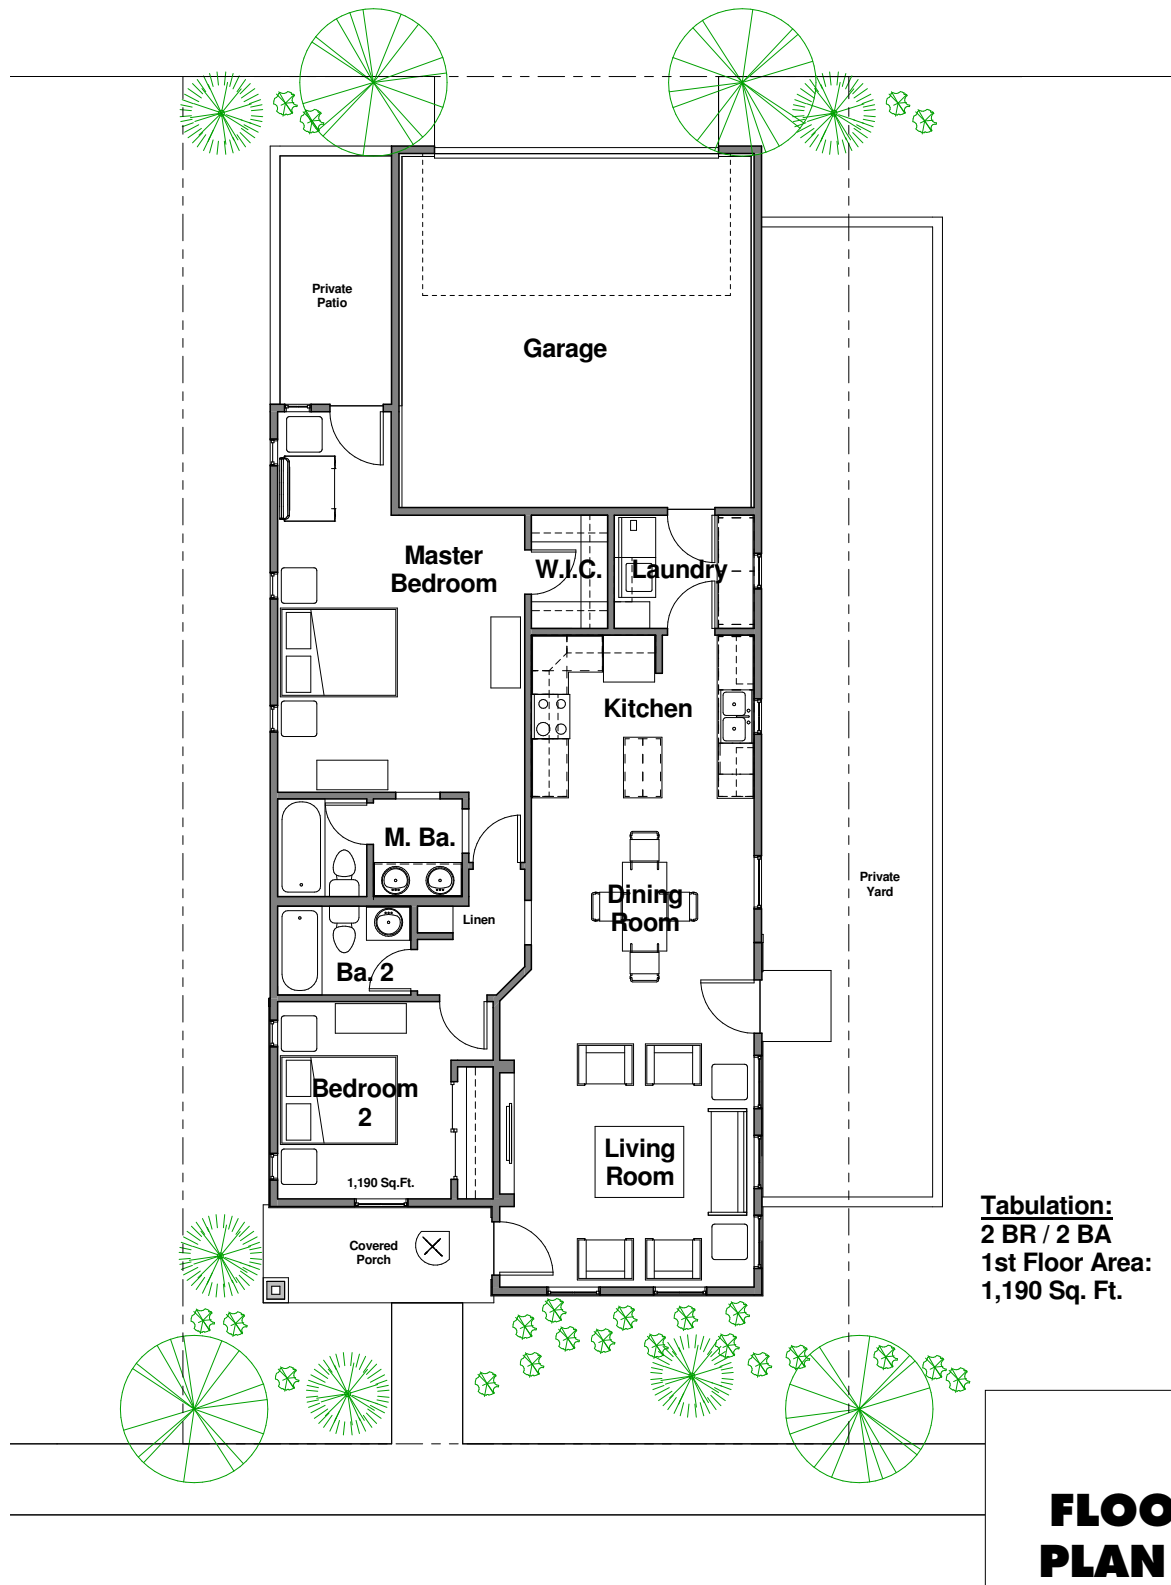 Private
Patio
Garage
Master
Bedroom
W.I.C.
Laundry
Kitchen
M. Ba.
Dining
Room
Private
Yard
Linen
Ba. 2
Bedroom
2
1,190 Sq.Ft.
Living
Room
Covered
Porch
Tabulation:
2 BR / 2 BA
1st Floor Area:
1,190 Sq. Ft.
FLOO
PLAN